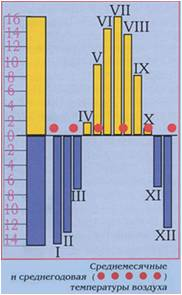 16
14
12
10
8
6
4
2
0
2
4
6
8
10
12
14
I
II
III
IV
V
VI
VII
VIII
IX
X
XI
XII
Среднемесячные
и среднегодовая ( )
температуры воздуха